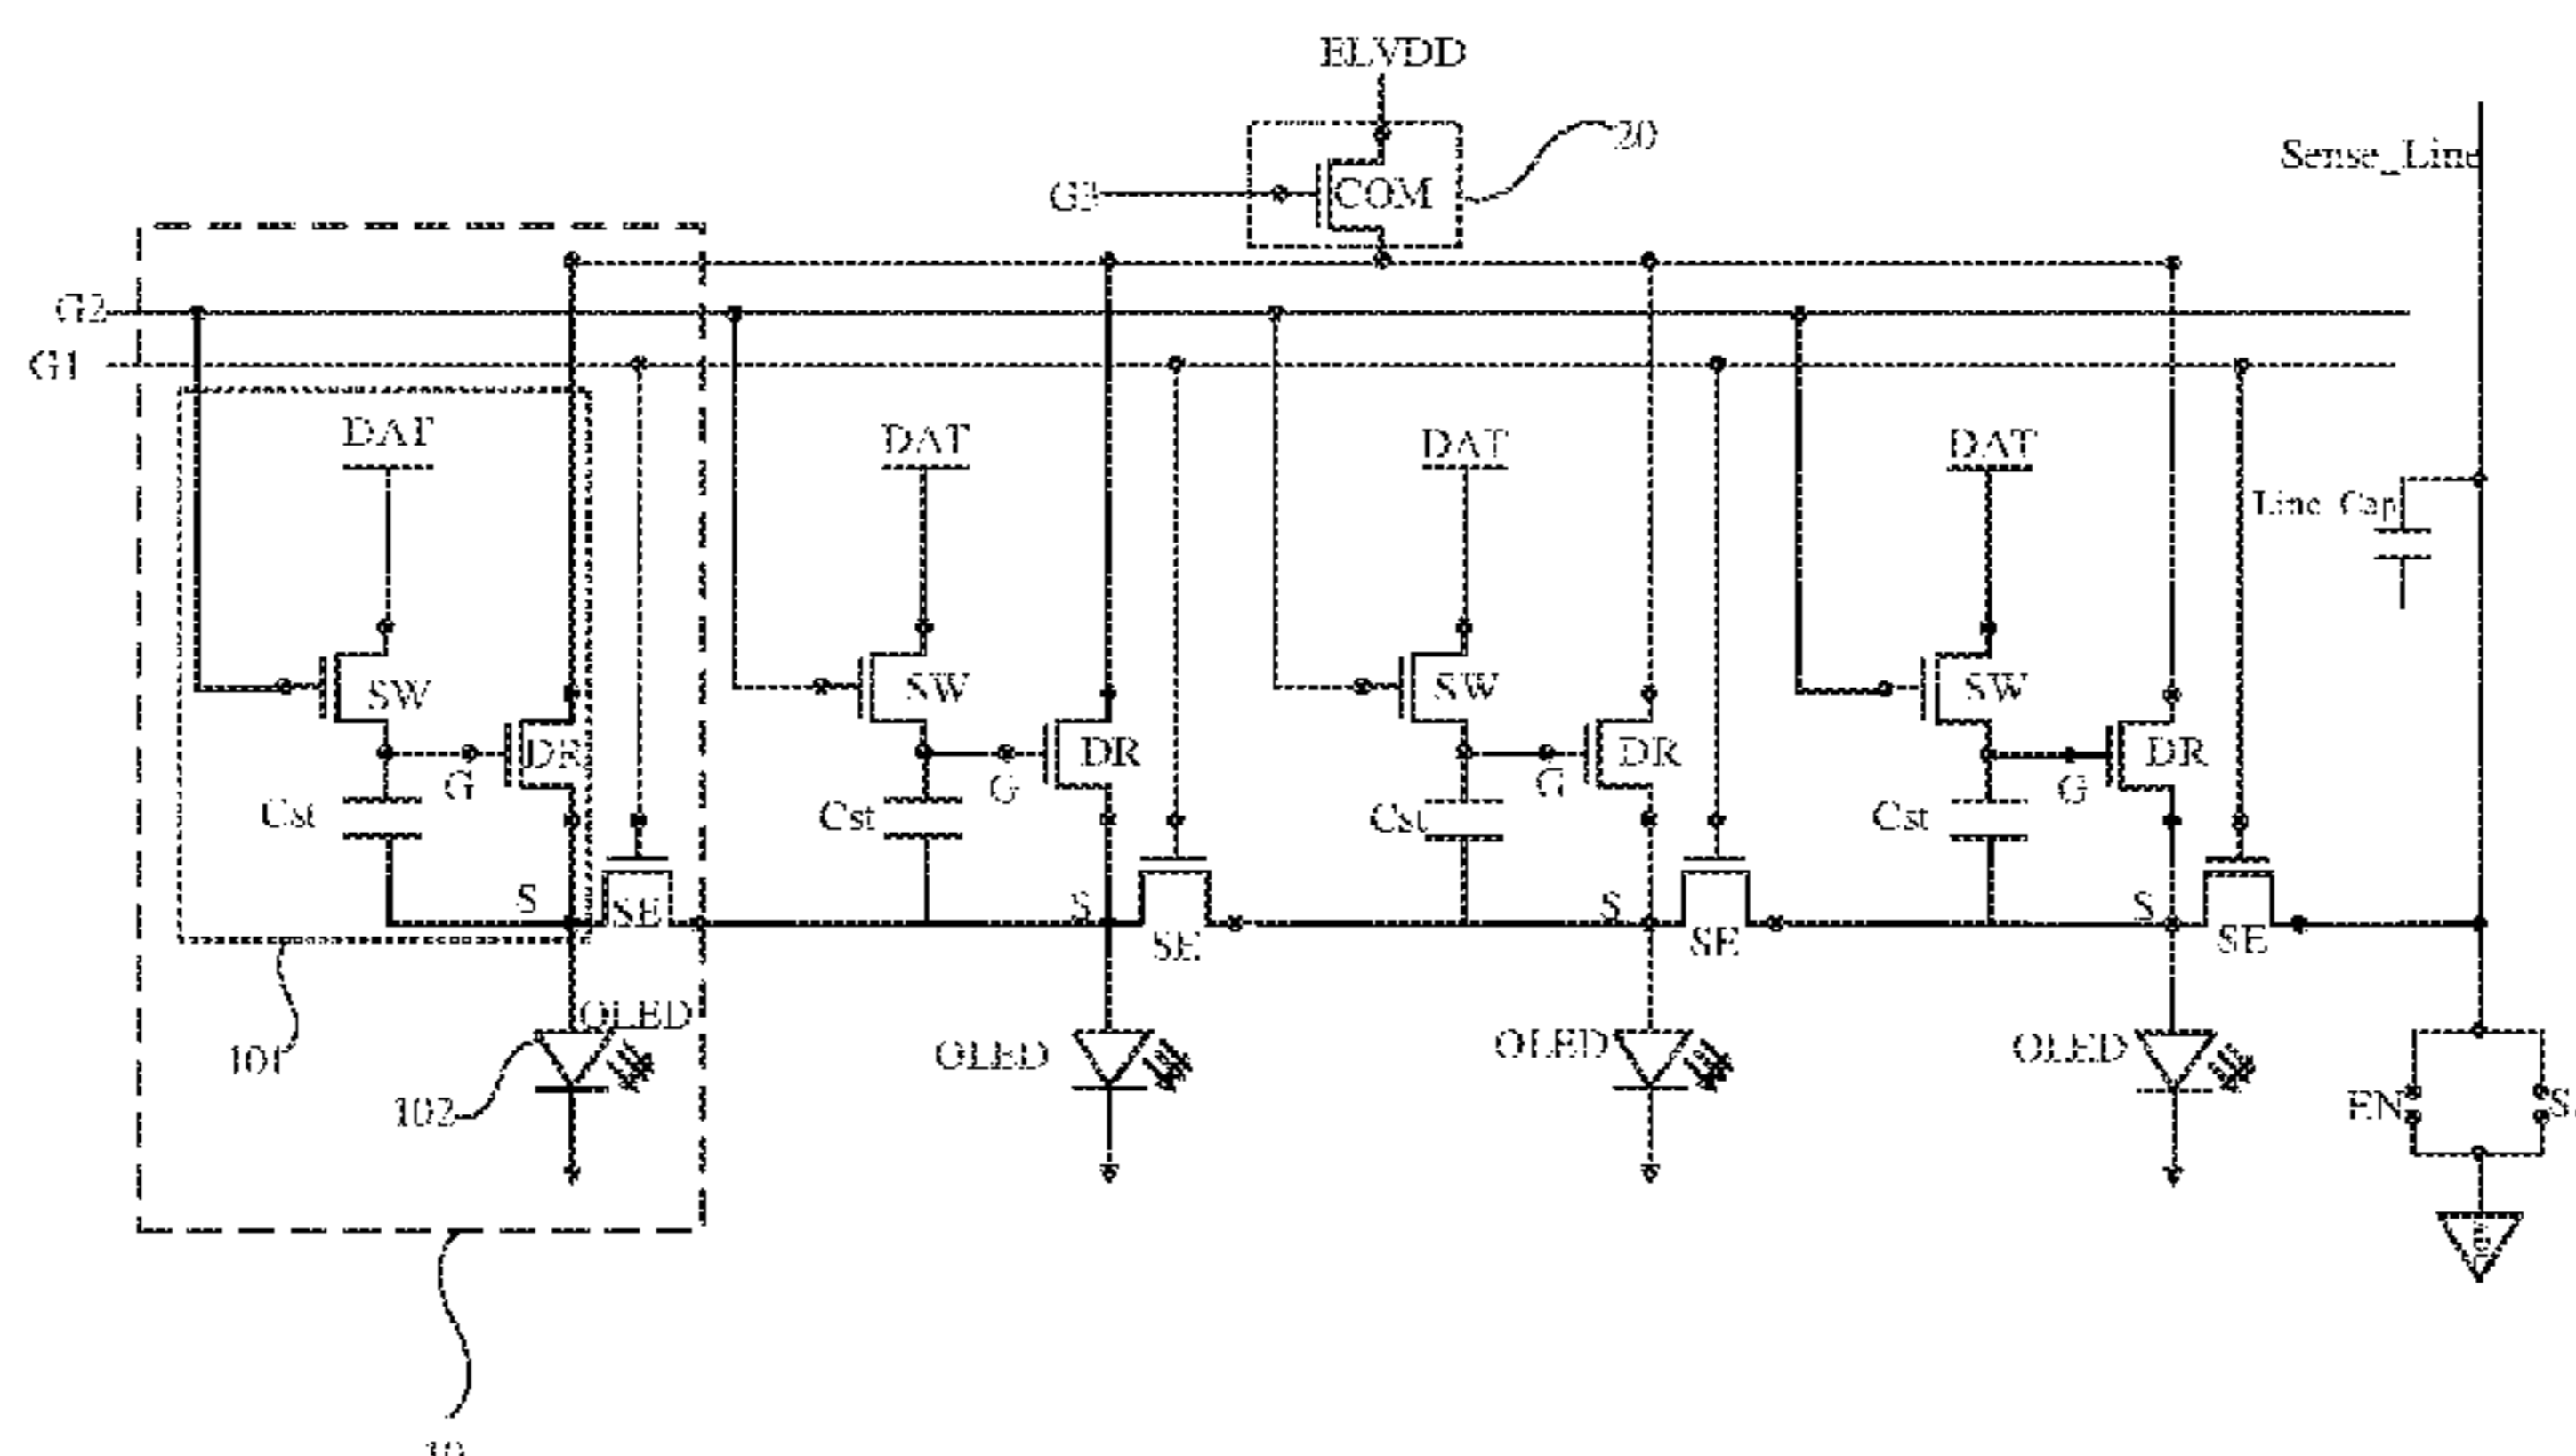 ELVDD
20
Sense_Line
G3
COM
G2
G1
DAT
DAT
DAT
DAT
Line Cap
SW
SW
SW
SW
DR
DR
DR
DR
G
G
G
G
Cst
Cst
Cst
Cst
S
S
S
S
SE
SE
SE
SE
OLED
OLED
OLED
OLED
101
102
EN